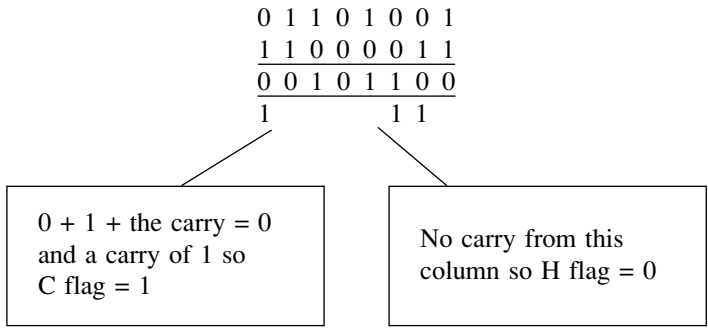 0 1 1 0 1 0 0 1
1 1 0 0 0 0 1 1
0 0 1 0 1 1 0 0
1 1 1
0 + 1 + the carry = 0
and a carry of 1 so
C flag = 1
No carry from this
column so H flag = 0